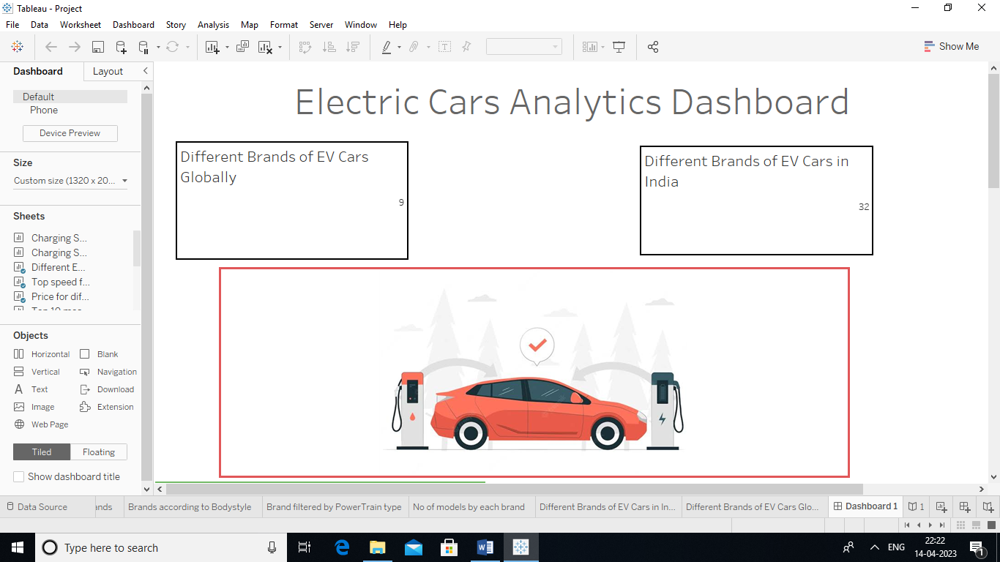 Tableau - Project
File Data Worksheet Dashboard Story Analysis Map Format Server Window Help
Show Me
Dashboard Layout
Default
Phone
Device Preview
Size
Custom size (1320 x 20...
Sheets
Charging S...
Charging S...
Different E...
Top speed f...
Price for dif...
Objects
Horizontal Blank
Vertical Navigation
Text Download
Image Extension
Web Page
Tiled Floating
Show dashboard title
Electric Cars Analytics Dashboard
Different Brands of EV Cars
Globally
9
Different Brands of EV Cars in
India
32
Data Source ands Brands according to Bodystyle Brand filtered by PowerTrain type No of models by each brand Different Brands of EV Cars in In... Different Brands of EV Cars Glo... Dashboard 1 1
Type here to search
ENG
22:22
14-04-2023
1